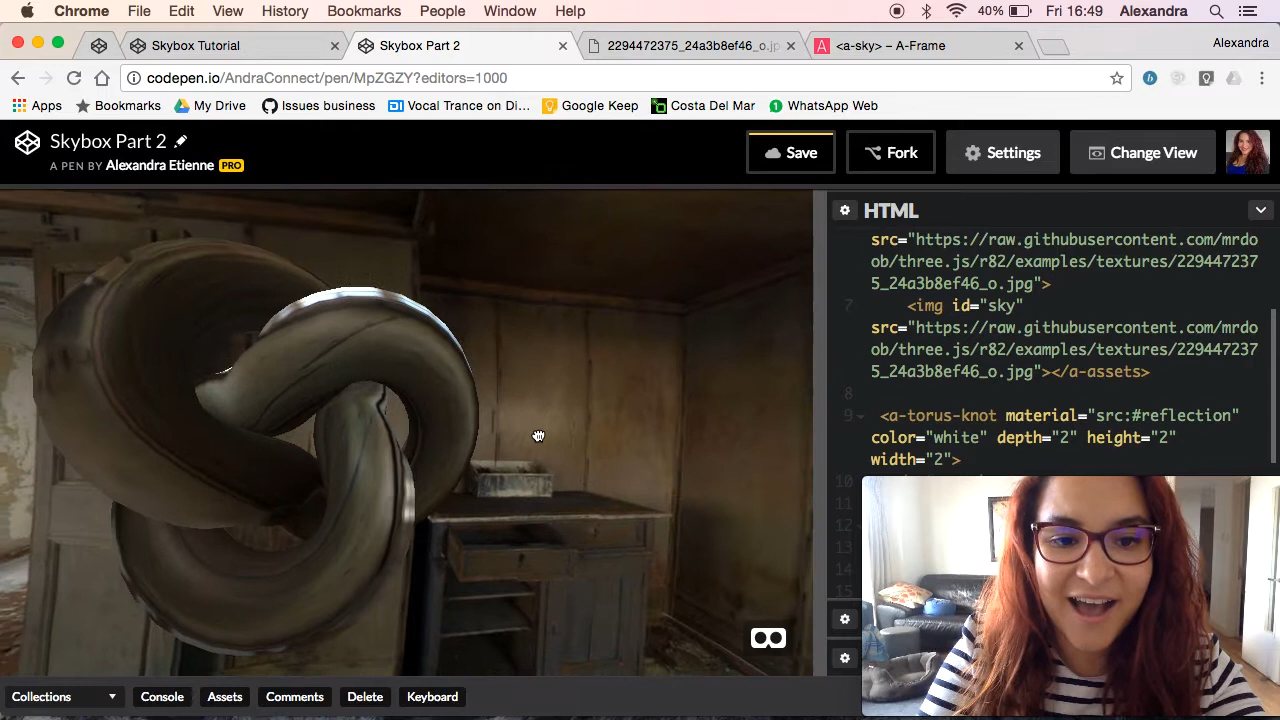 Chrome File Edit View History Bookmarks People Window Help 40% Fri 16:49 Alexandra
Skybox Tutorial Skybox Part 2 2294472375_24a3b8ef46_o.jp <a-sky> – A-Frame Alexandra
codepen.io/AndraConnect/pen/MpZGZY?editors=1000
Apps Bookmarks My Drive Issues business Vocal Trance on Di... Google Keep Costa Del Mar WhatsApp Web
Skybox Part 2
A PEN BY Alexandra Etienne PRO
Save Fork Settings Change View
HTML
src="https://raw.githubusercontent.com/mrdo
ob/three.js/r82/examples/textures/229447237
5_24a3b8ef46_o.jpg">
7 <img id="sky"
src="https://raw.githubusercontent.com/mrdo
ob/three.js/r82/examples/textures/229447237
5_24a3b8ef46_o.jpg"></a-assets>
8
9 <a-torus-knot material="src:#reflection"
color="white" depth="2" height="2"
width="2">
10
11
12
13
14
15
Collections Console Assets Comments Delete Keyboard